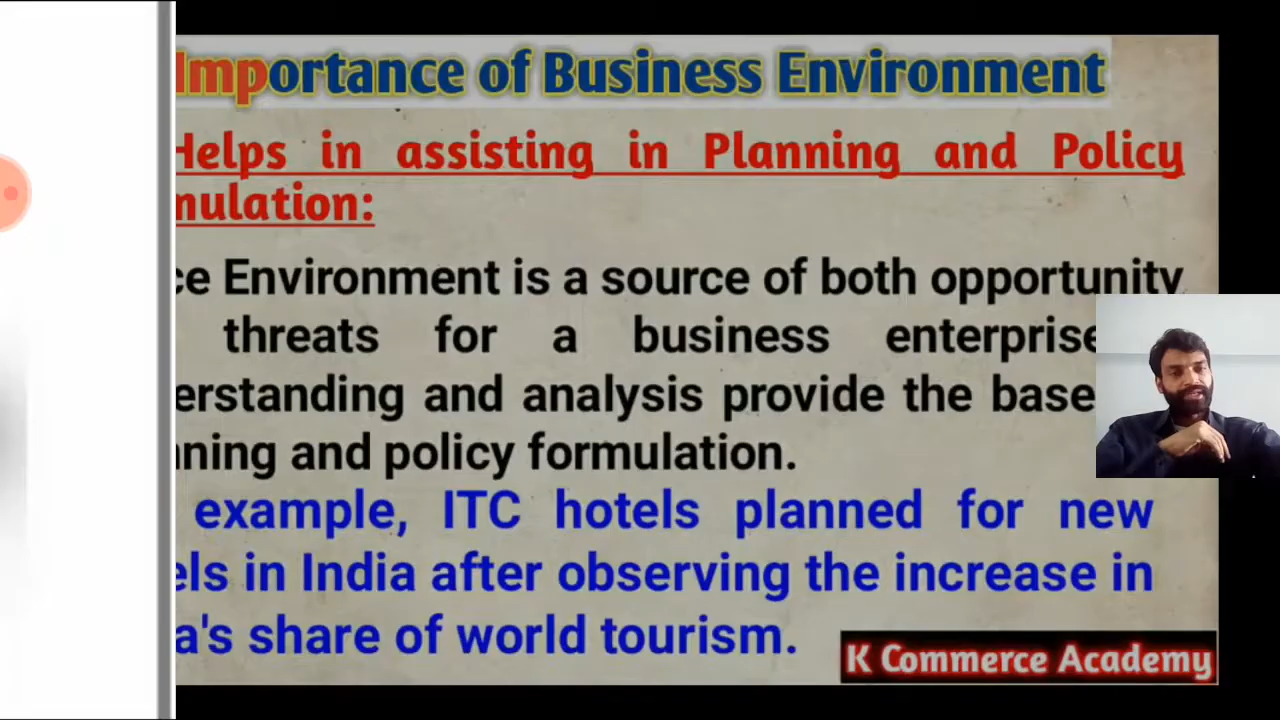 Importance of Business Environment
Helps in assisting in Planning and Policy
mulation:
ce Environment is a source of both opportunity
threats for a business enterprise
erstanding and analysis provide the base
nning and policy formulation.
example, ITC hotels planned for new
els in India after observing the increase in
a's share of world tourism.
K Commerce Academy